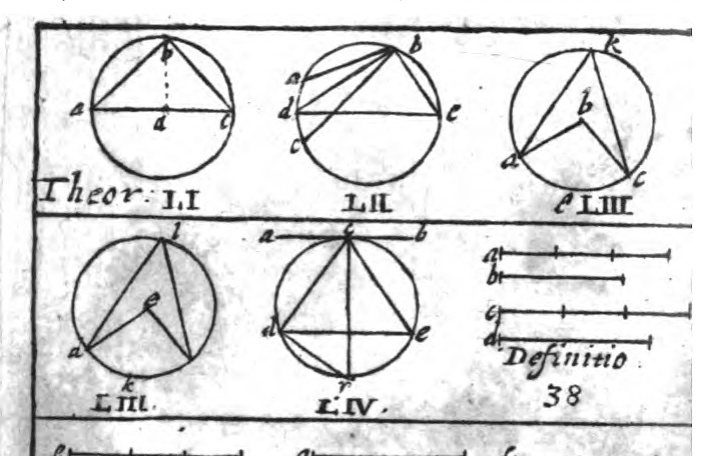 b
a d c
Theor. LI
b
a
d e
c
LII
k
b
a c
e LIII
l
e
a
k
LIII.
a c b
d e
r
LIV.
a
b
c
d
Definitio
38